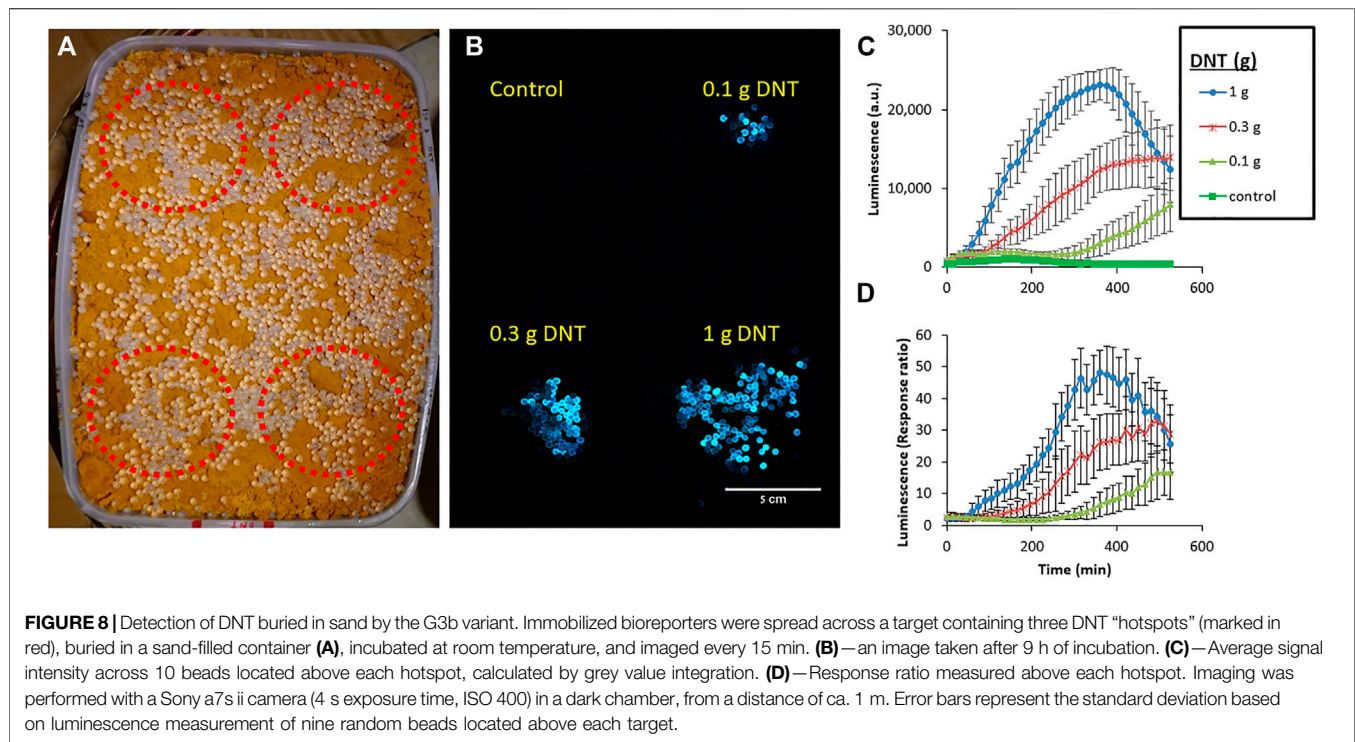 A
B
Control
0.1 g DNT
0.3 g DNT
1 g DNT
5 cm
C
30,000
20,000
10,000
0
Luminescence (a.u.)
0
200
400
600
DNT (g)
1 g
0.3 g
0.1 g
control
D
60
50
40
30
20
10
0
Luminescence (Response ratio)
0
200
400
600
Time (min)
FIGURE 8 | Detection of DNT buried in sand by the G3b variant. Immobilized bioreporters were spread across a target containing three DNT “hotspots” (marked in
red), buried in a sand-filled container (A), incubated at room temperature, and imaged every 15 min. (B)—an image taken after 9 h of incubation. (C)—Average signal
intensity across 10 beads located above each hotspot, calculated by grey value integration. (D)—Response ratio measured above each hotspot. Imaging was
performed with a Sony a7s ii camera (4 s exposure time, ISO 400) in a dark chamber, from a distance of ca. 1 m. Error bars represent the standard deviation based
on luminescence measurement of nine random beads located above each target.